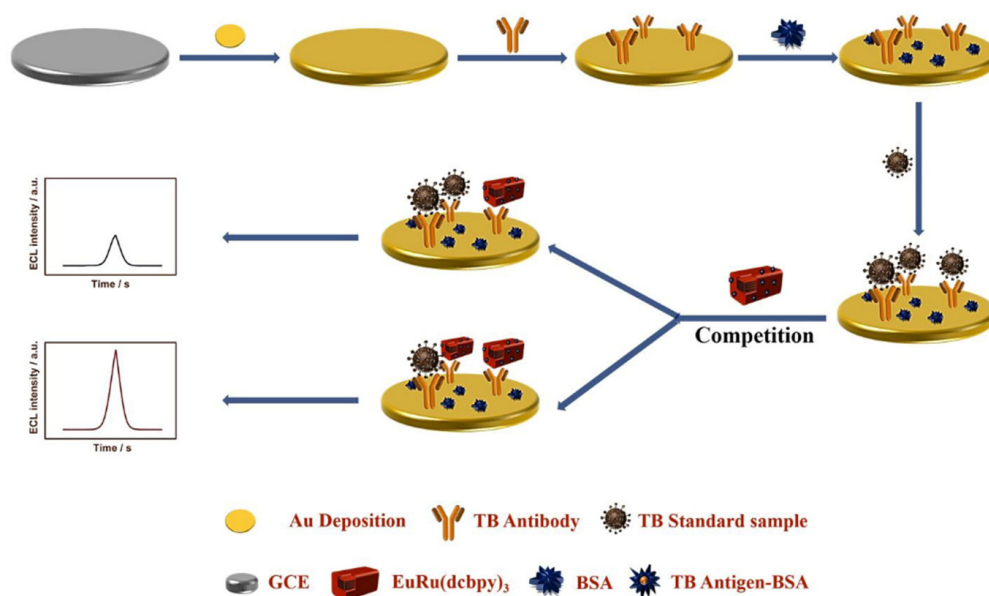 ECL intensity / a.u.
Time / s
Competition
ECL intensity / a.u.
Time / s
Au Deposition
TB Antibody
TB Standard sample
GCE
EuRu(dcbpy)₃
BSA
TB Antigen-BSA